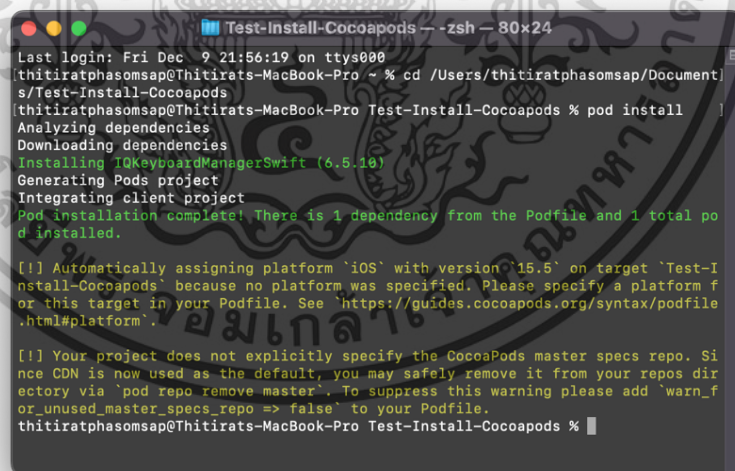 Test-Install-Cocoapods — -zsh — 80×24
Last login: Fri Dec  9 21:56:19 on ttys000
[thitiratphasomsap@Thitirats-MacBook-Pro ~ % cd /Users/thitiratphasomsap/Document]
s/Test-Install-Cocoapods
[thitiratphasomsap@Thitirats-MacBook-Pro Test-Install-Cocoapods % pod install ]
Analyzing dependencies
Downloading dependencies
Installing IQKeyboardManagerSwift (6.5.10)
Generating Pods project
Integrating client project
Pod installation complete! There is 1 dependency from the Podfile and 1 total po
d installed.
[!] Automatically assigning platform `iOS` with version `15.5` on target `Test-I
nstall-Cocoapods` because no platform was specified. Please specify a platform f
or this target in your Podfile. See `https://guides.cocoapods.org/syntax/podfile
.html#platform`.
[!] Your project does not explicitly specify the CocoaPods master specs repo. Si
nce CDN is now used as the default, you may safely remove it from your repos dir
ectory via `pod repo remove master`. To suppress this warning please add `warn_f
or_unused_master_specs_repo => false` to your Podfile.
thitiratphasomsap@Thitirats-MacBook-Pro Test-Install-Cocoapods %